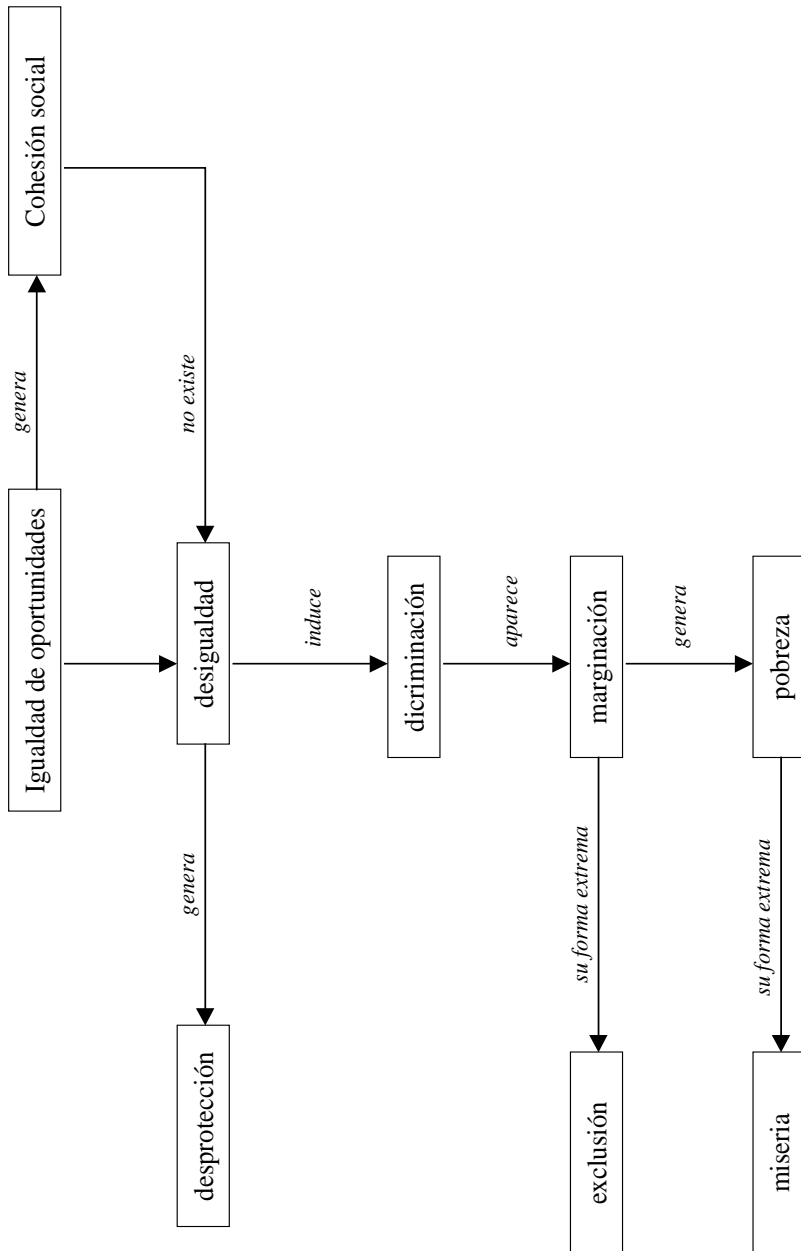 Igualdad de oportunidades
genera
Cohesión social
desprotección
genera
desigualdad
no existe
induce
dicriminación
aparece
exclusión
su forma extrema
marginación
genera
miseria
su forma extrema
pobreza